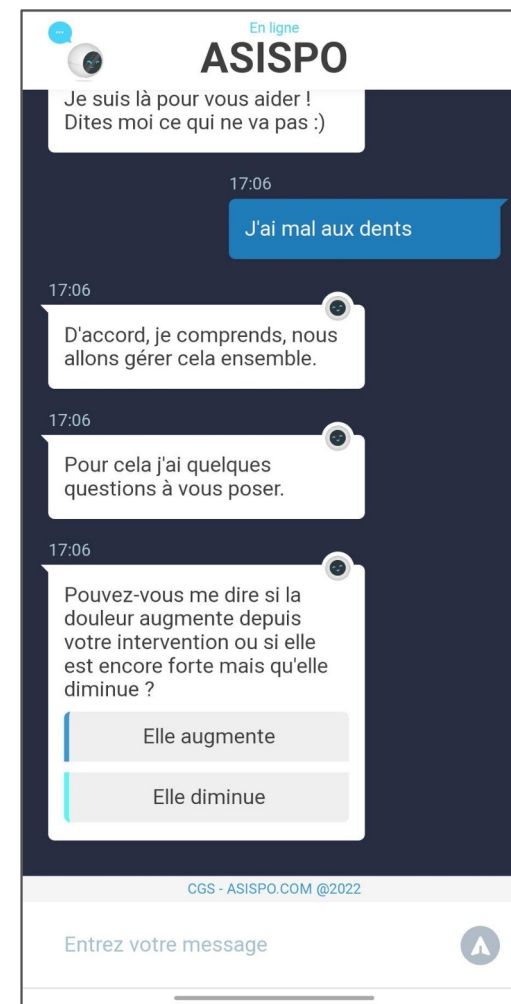 En ligne
ASISPO
Je suis là pour vous aider !
Dites moi ce qui ne va pas :)
17:06
J'ai mal aux dents
17:06
D'accord, je comprends, nous
allons gérer cela ensemble.
17:06
Pour cela j'ai quelques
questions à vous poser.
17:06
Pouvez-vous me dire si la
douleur augmente depuis
votre intervention ou si elle
est encore forte mais qu'elle
diminue ?
Elle augmente
Elle diminue
CGS - ASISPO.COM @2022
Entrez votre message